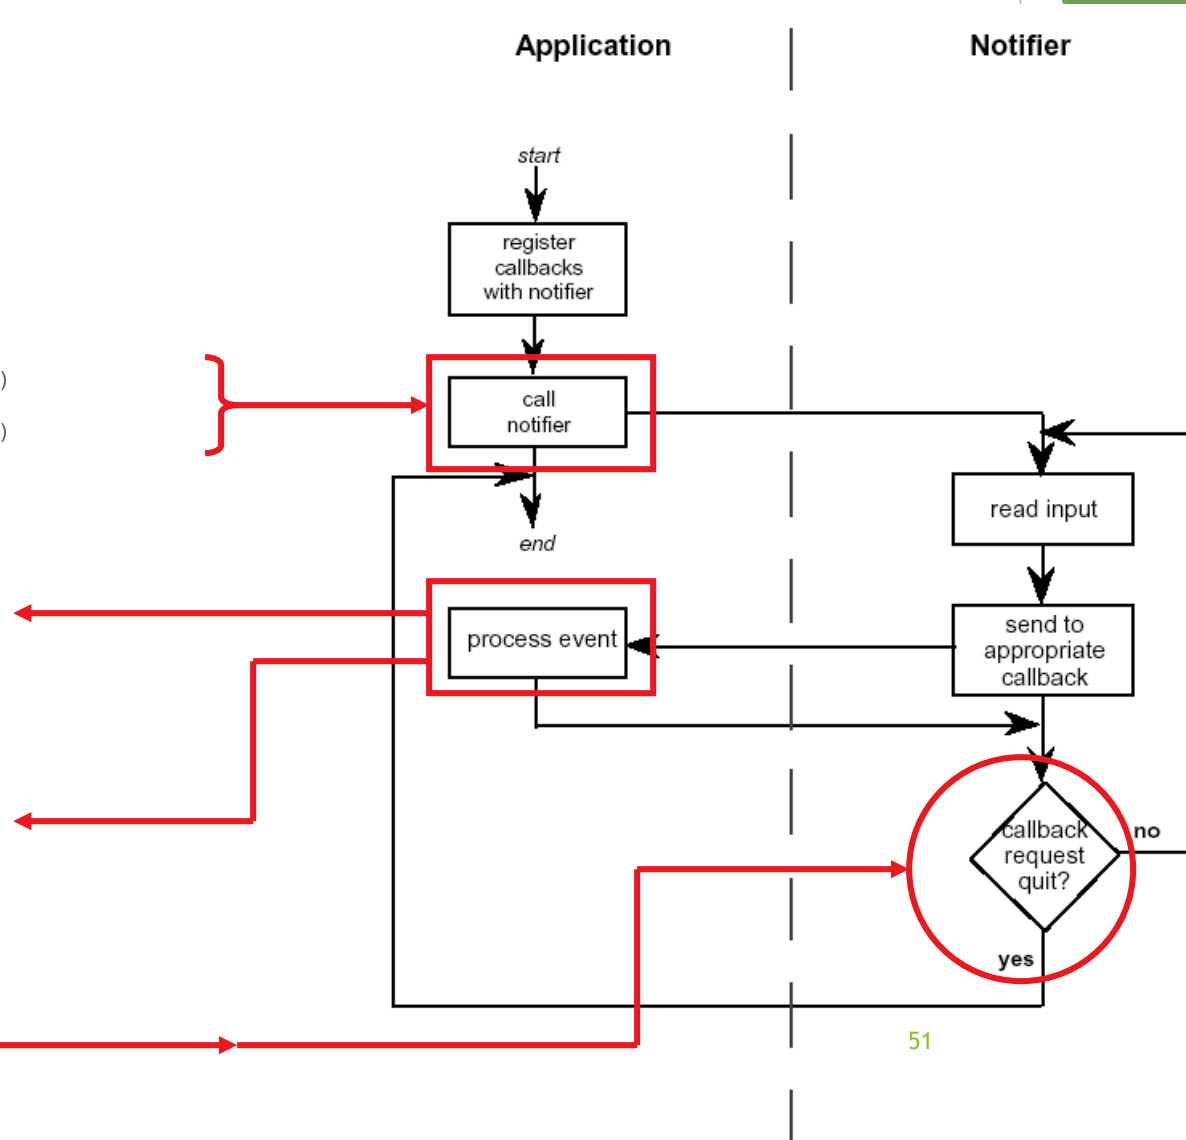 Application
Notifier
start
register
callbacks
with notifier
)
)
call
notifier
read input
end
send to
appropriate
callback
process event
callback
request
quit?
no
yes
51